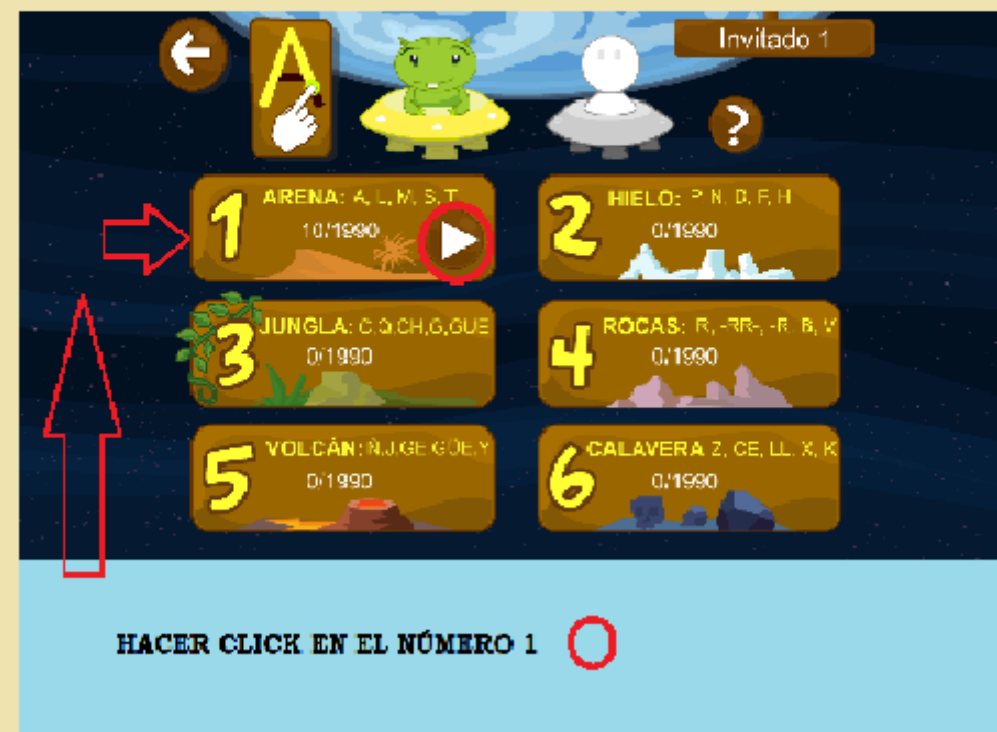 Invitado 1
A
?
1 ARENA: A, L, M, S, T
10/1990
2 HIELO: P, N, D, F, H
0/1990
3 JUNGLA: C,Q,CH,G,GUE
0/1990
4 ROCAS: R, -RR-, -R, B, V
0/1990
5 VOLCÁN: Ñ,J,GE,GÜE,Y
0/1990
6 CALAVERA Z, CE, LL, X, K
0/1990
HACER CLICK EN EL NÚMERO 1